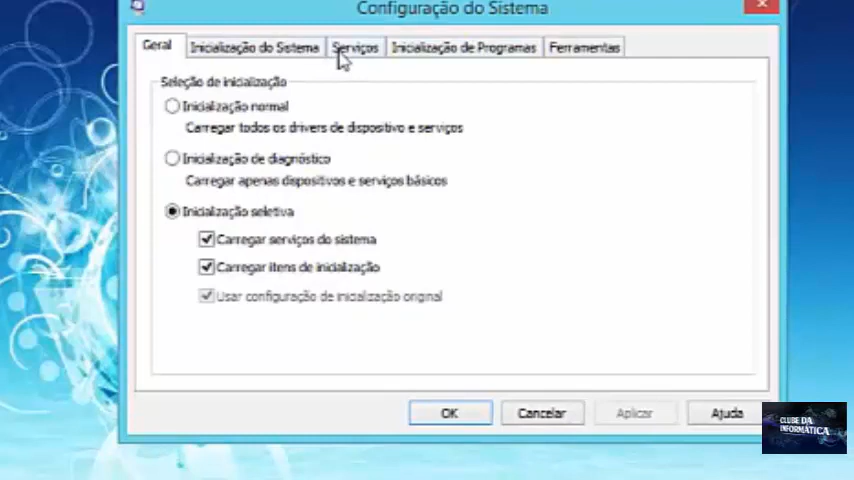 Configuração do Sistema
Geral
Inicialização do Sistema
Serviços
Inicialização de Programas
Ferramentas
Seleção de inicialização
Inicialização normal
Carregar todos os drivers de dispositivo e serviços
Inicialização de diagnóstico
Carregar apenas dispositivos e serviços básicos
Inicialização seletiva
Carregar serviços do sistema
Carregar itens de inicialização
Usar configuração de inicialização original
OK
Cancelar
Aplicar
Ajuda
CLUBE DA
INFORMÁTICA